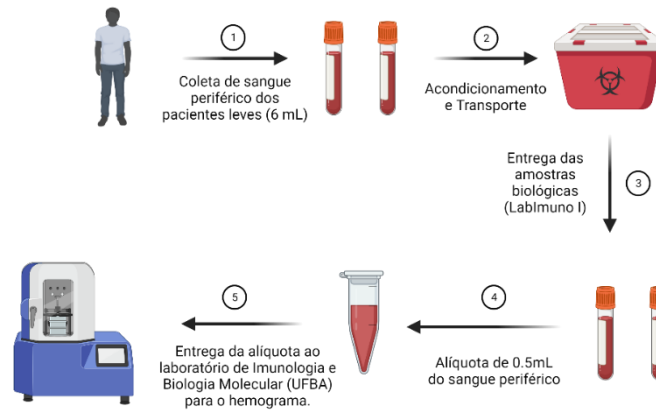 1
Coleta de sangue
periférico dos
pacientes leves (6 mL)
2
Acondicionamento
e Transporte
Entrega das
amostras
biológicas
(LabImuno I)
3
4
Alíquota de 0.5mL
do sangue periférico
5
Entrega da alíquota ao
laboratório de Imunologia e
Biologia Molecular (UFBA)
para o hemograma.